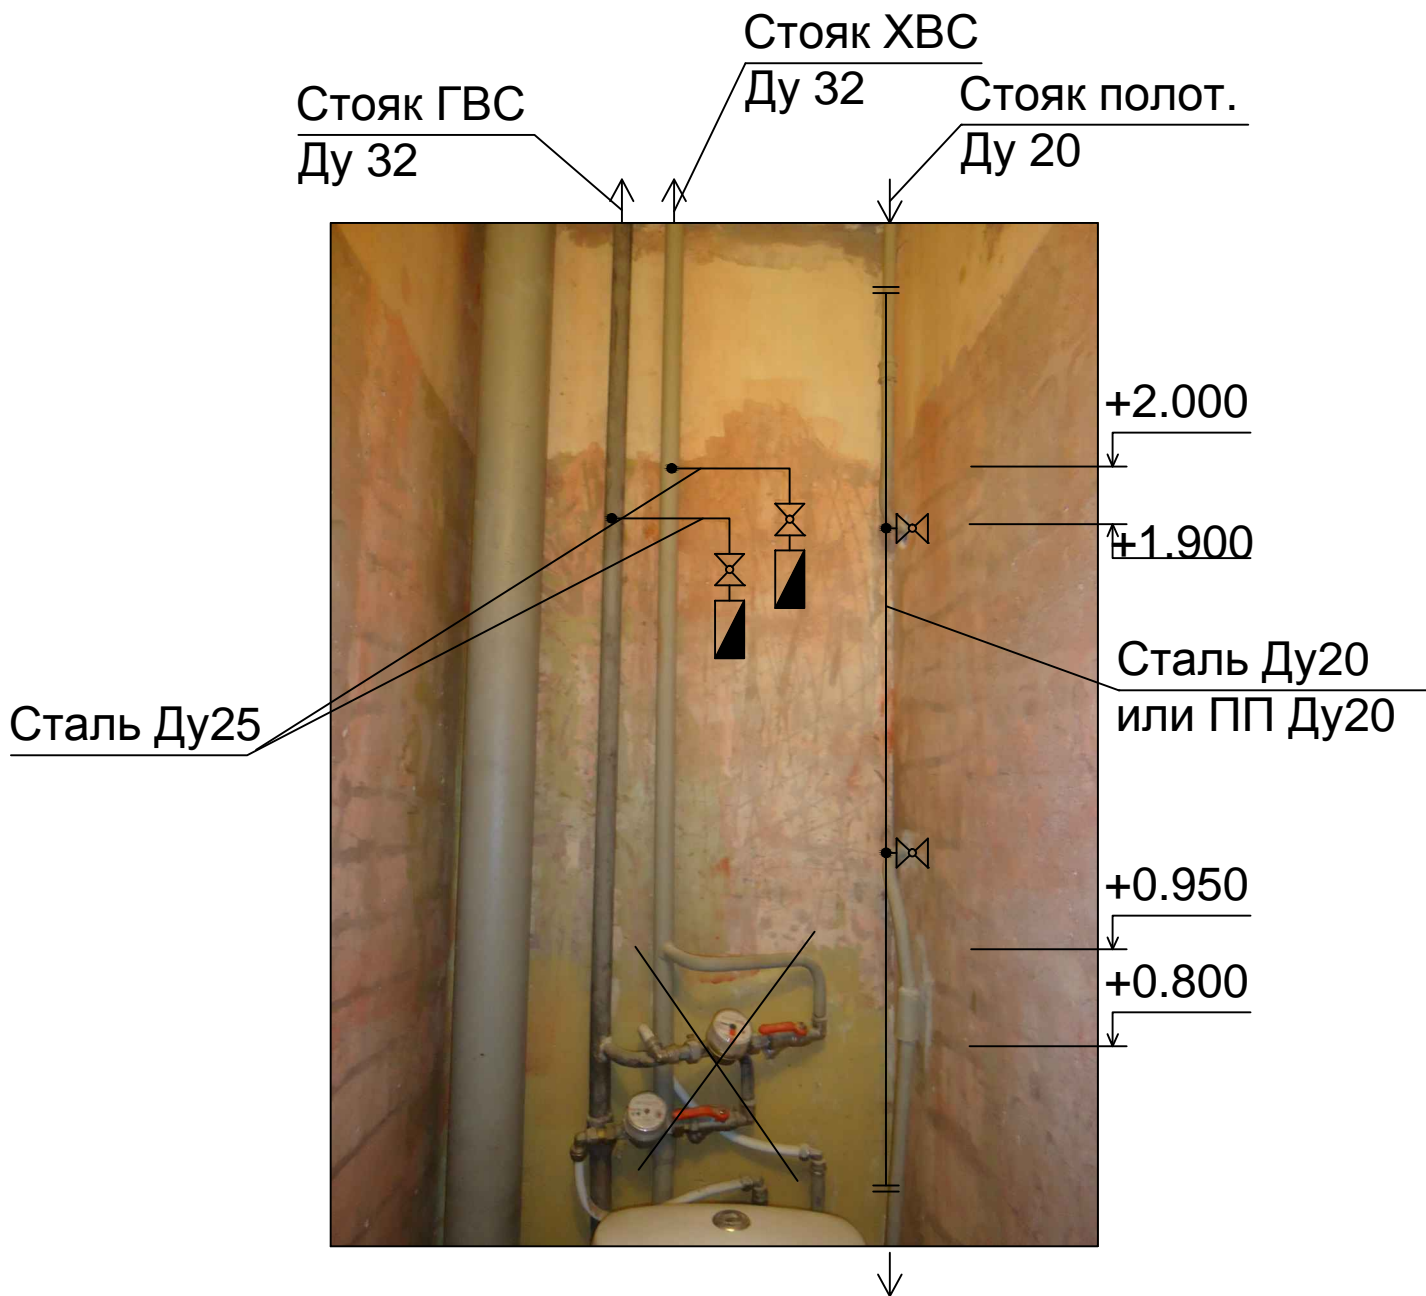 Стояк ХВС
Ду 32
Стояк ГВС
Ду 32
Стояк полот.
Ду 20
+2.000
+1.900
Сталь Ду20
или ПП Ду20
Сталь Ду25
+0.950
+0.800